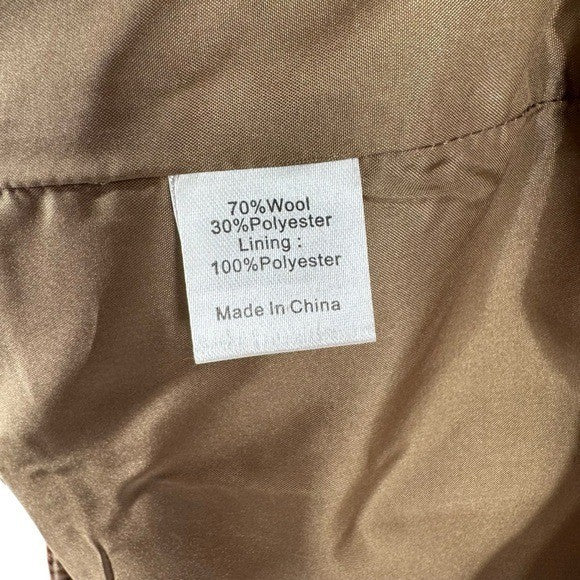 70%Wool
30%Polyester
Lining :
100%Polyester
Made In China